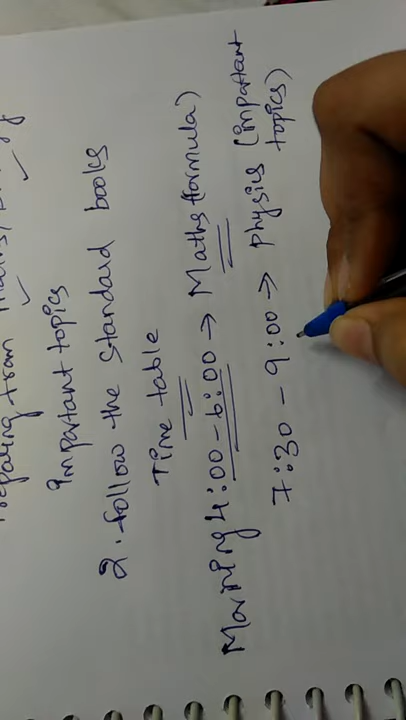 important topics
2. follow the standard books
Time table
Morning 4:00-6:00 → Maths (formula)
7:30 - 9:00 → physics (important
topics)